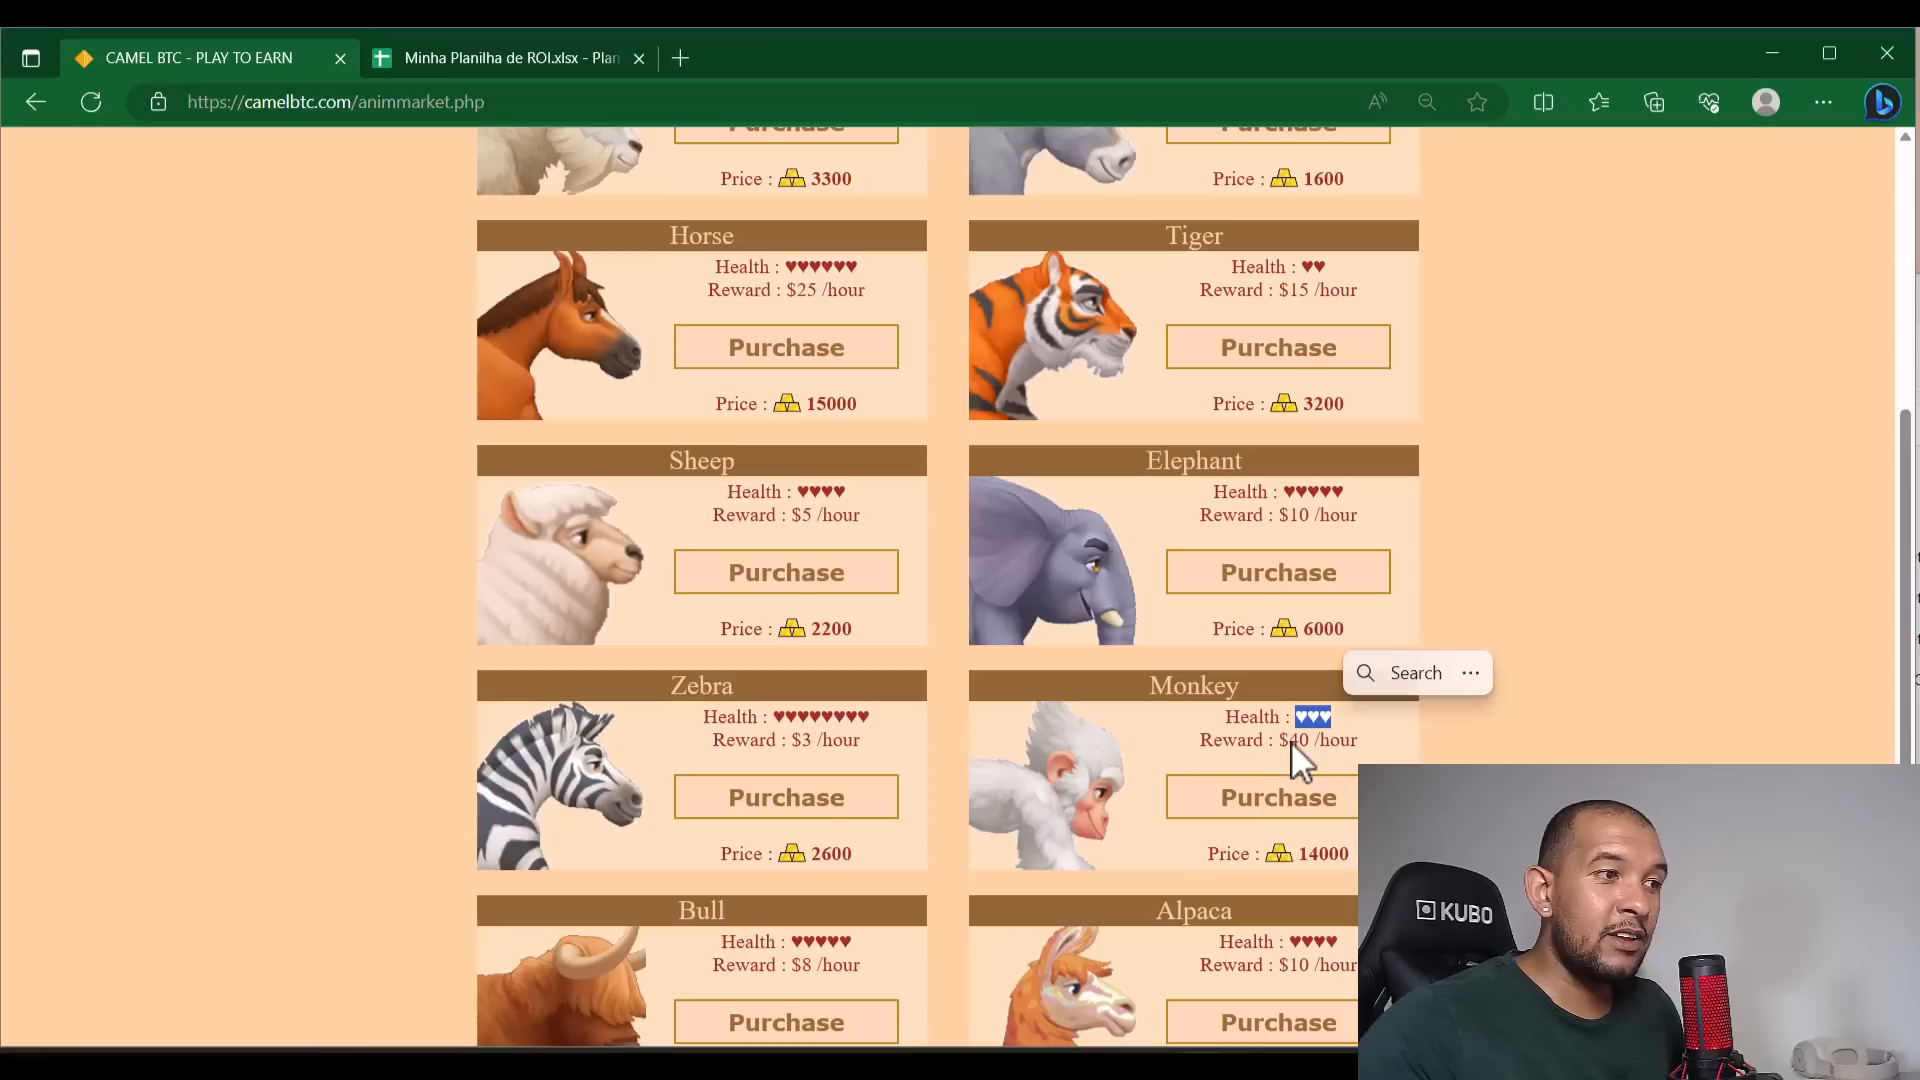 CAMEL BTC - PLAY TO EARN
Minha Planilha de ROI.xlsx - Plan
https://camelbtc.com/animmarket.php
Purchase
Price : 3300
Purchase
Price : 1600
Horse
Health : ♥♥♥♥♥♥
Reward : $25 /hour
Purchase
Price : 15000
Tiger
Health : ♥♥
Reward : $15 /hour
Purchase
Price : 3200
Sheep
Health : ♥♥♥♥
Reward : $5 /hour
Purchase
Price : 2200
Elephant
Health : ♥♥♥♥♥
Reward : $10 /hour
Purchase
Price : 6000
Search
Zebra
Health : ♥♥♥♥♥♥♥♥
Reward : $3 /hour
Purchase
Price : 2600
Monkey
Health : ♥♥♥
Reward : $40 /hour
Purchase
Price : 14000
Bull
Health : ♥♥♥♥♥
Reward : $8 /hour
Purchase
Alpaca
Health : ♥♥♥♥
Reward : $10 /hour
Purchase
KUBO